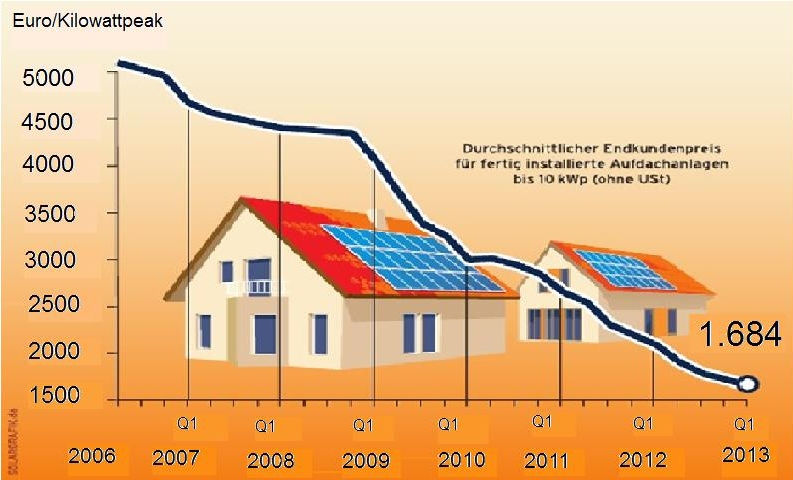 Euro/Kilowattpeak
5000
4500
4000
3500
3000
2500
2000
1500
Durchschnittlicher Endkundenpreis
für fertig installierte Aufdachanlagen
bis 10 kWp (ohne USt)
1.684
Q1 Q1 Q1 Q1 Q1 Q1 Q1
2006 2007 2008 2009 2010 2011 2012 2013
SOLARGRAFIK.de